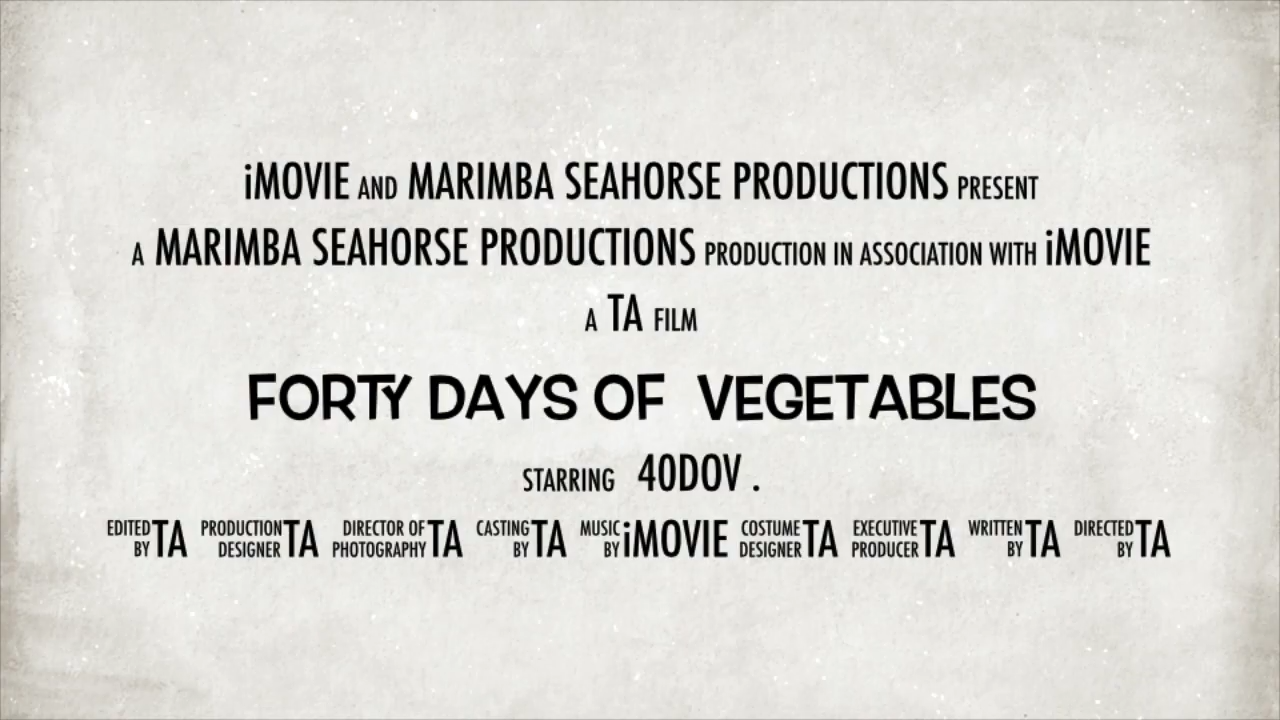 iMOVIE AND MARIMBA SEAHORSE PRODUCTIONS PRESENT
A MARIMBA SEAHORSE PRODUCTIONS PRODUCTION IN ASSOCIATION WITH iMOVIE
A TA FILM
FORTY DAYS OF VEGETABLES
STARRING 40DOV .
EDITED BY TA PRODUCTION DESIGNER TA DIRECTOR OF PHOTOGRAPHY TA CASTING BY TA MUSIC BY iMOVIE COSTUME DESIGNER TA EXECUTIVE PRODUCER TA WRITTEN BY TA DIRECTED BY TA